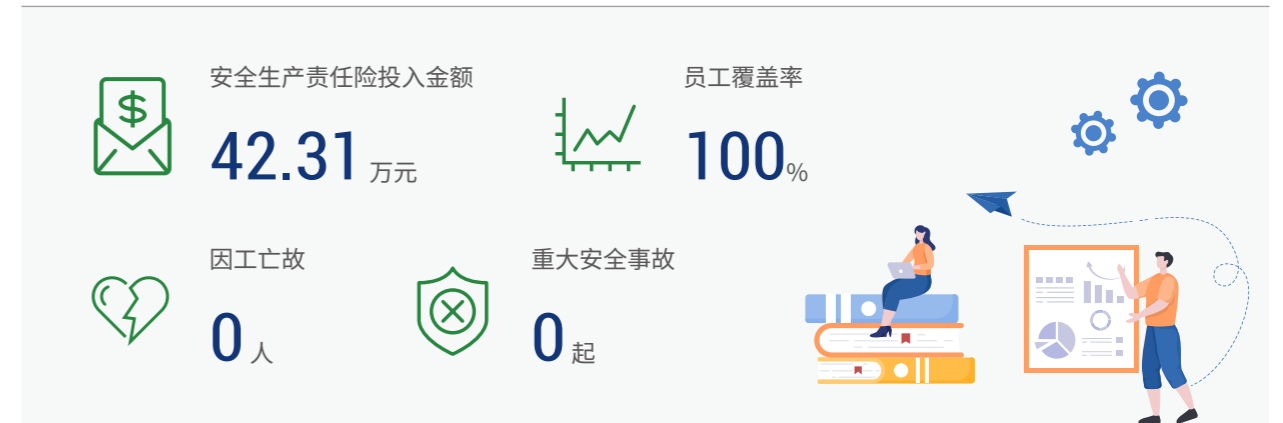 安全生产责任险投入金额
42.31 万元
员工覆盖率
100%
因工亡故
0 人
重大安全事故
0 起